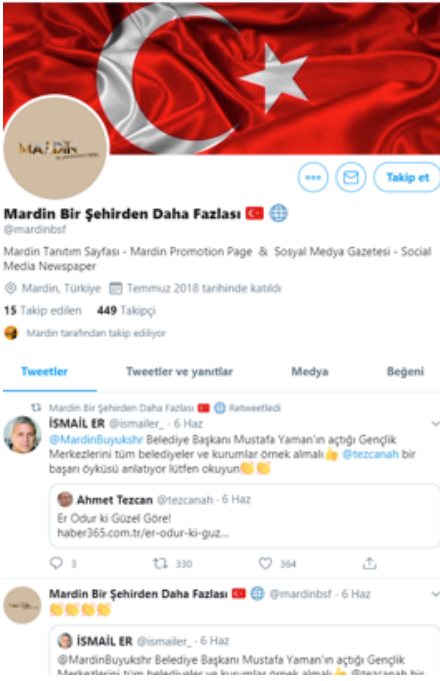 MARDİN
Mardin Bir Şehirden Daha Fazlası
Takip et
@mardinbsf
Mardin Tanıtım Sayfası - Mardin Promotion Page & Sosyal Medya Gazetesi - Social
Media Newspaper
Mardin, Türkiye Temmuz 2018 tarihinde katıldı
15 Takip edilen 449 Takipçi
Mardin tarafından takip ediliyor
Tweetler Tweetler ve yanıtlar Medya Beğeni
Mardin Bir Şehirden Daha Fazlası 🇹🇷 🌐 Retweetledi
İSMAİL ER @ismailer_ · 6 Haz
@MardinBuyukshr Belediye Başkanı Mustafa Yaman'ın açtığı Gençlik
Merkezlerini tüm belediyeler ve kurumlar örnek almalı👍 @tezcanah bir
başarı öyküsü anlatıyor lütfen okuyun👏👏
Ahmet Tezcan @tezcanah · 6 Haz
Er Odur ki Güzel Göre!
haber365.com.tr/er-odur-ki-guz...
3 330 364
Mardin Bir Şehirden Daha Fazlası 🇹🇷 🌐 @mardinbsf · 6 Haz
👏👏👏👏
İSMAİL ER @ismailer_ · 6 Haz
@MardinBuyukshr Belediye Başkanı Mustafa Yaman'ın açtığı Gençlik
Merkezlerini tüm belediyeler ve kurumlar örnek almalı👍 @tezcanah bir